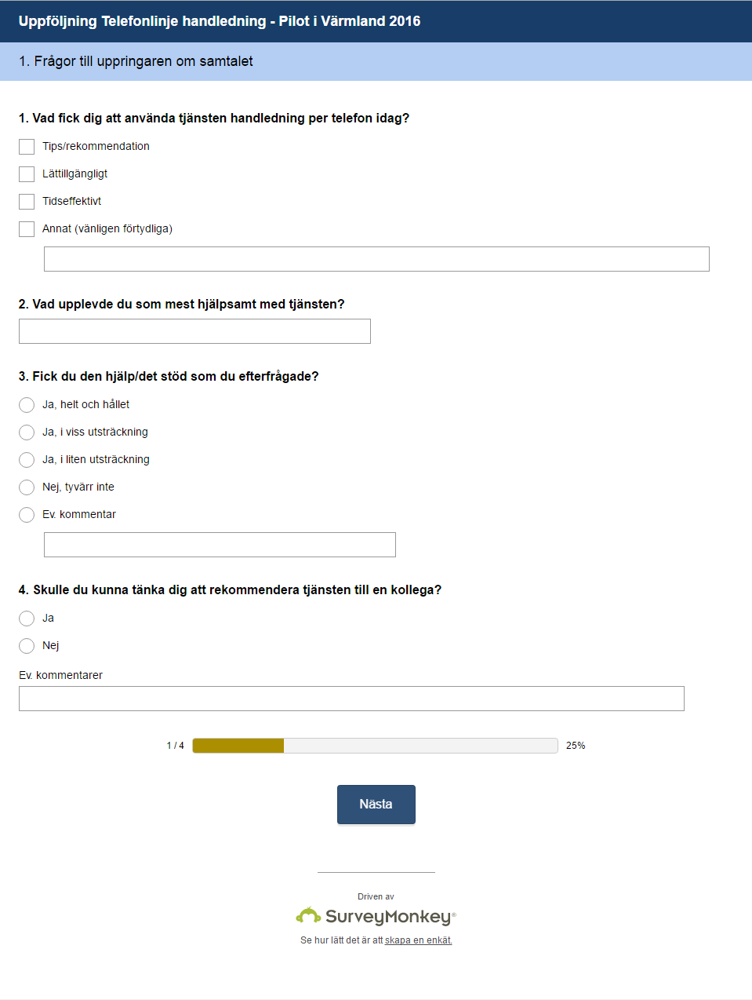 Uppföljning Telefonlinje handledning - Pilot i Värmland 2016
1. Frågor till uppringaren om samtalet
1. Vad fick dig att använda tjänsten handledning per telefon idag?
Tips/rekommendation
Lättillgängligt
Tidseffektivt
Annat (vänligen förtydliga)
2. Vad upplevde du som mest hjälpsamt med tjänsten?
3. Fick du den hjälp/det stöd som du efterfrågade?
Ja, helt och hållet
Ja, i viss utsträckning
Ja, i liten utsträckning
Nej, tyvärr inte
Ev. kommentar
4. Skulle du kunna tänka dig att rekommendera tjänsten till en kollega?
Ja
Nej
Ev. kommentarer
1 / 4 25%
Nästa
Driven av
SurveyMonkey®
Se hur lätt det är att skapa en enkät.